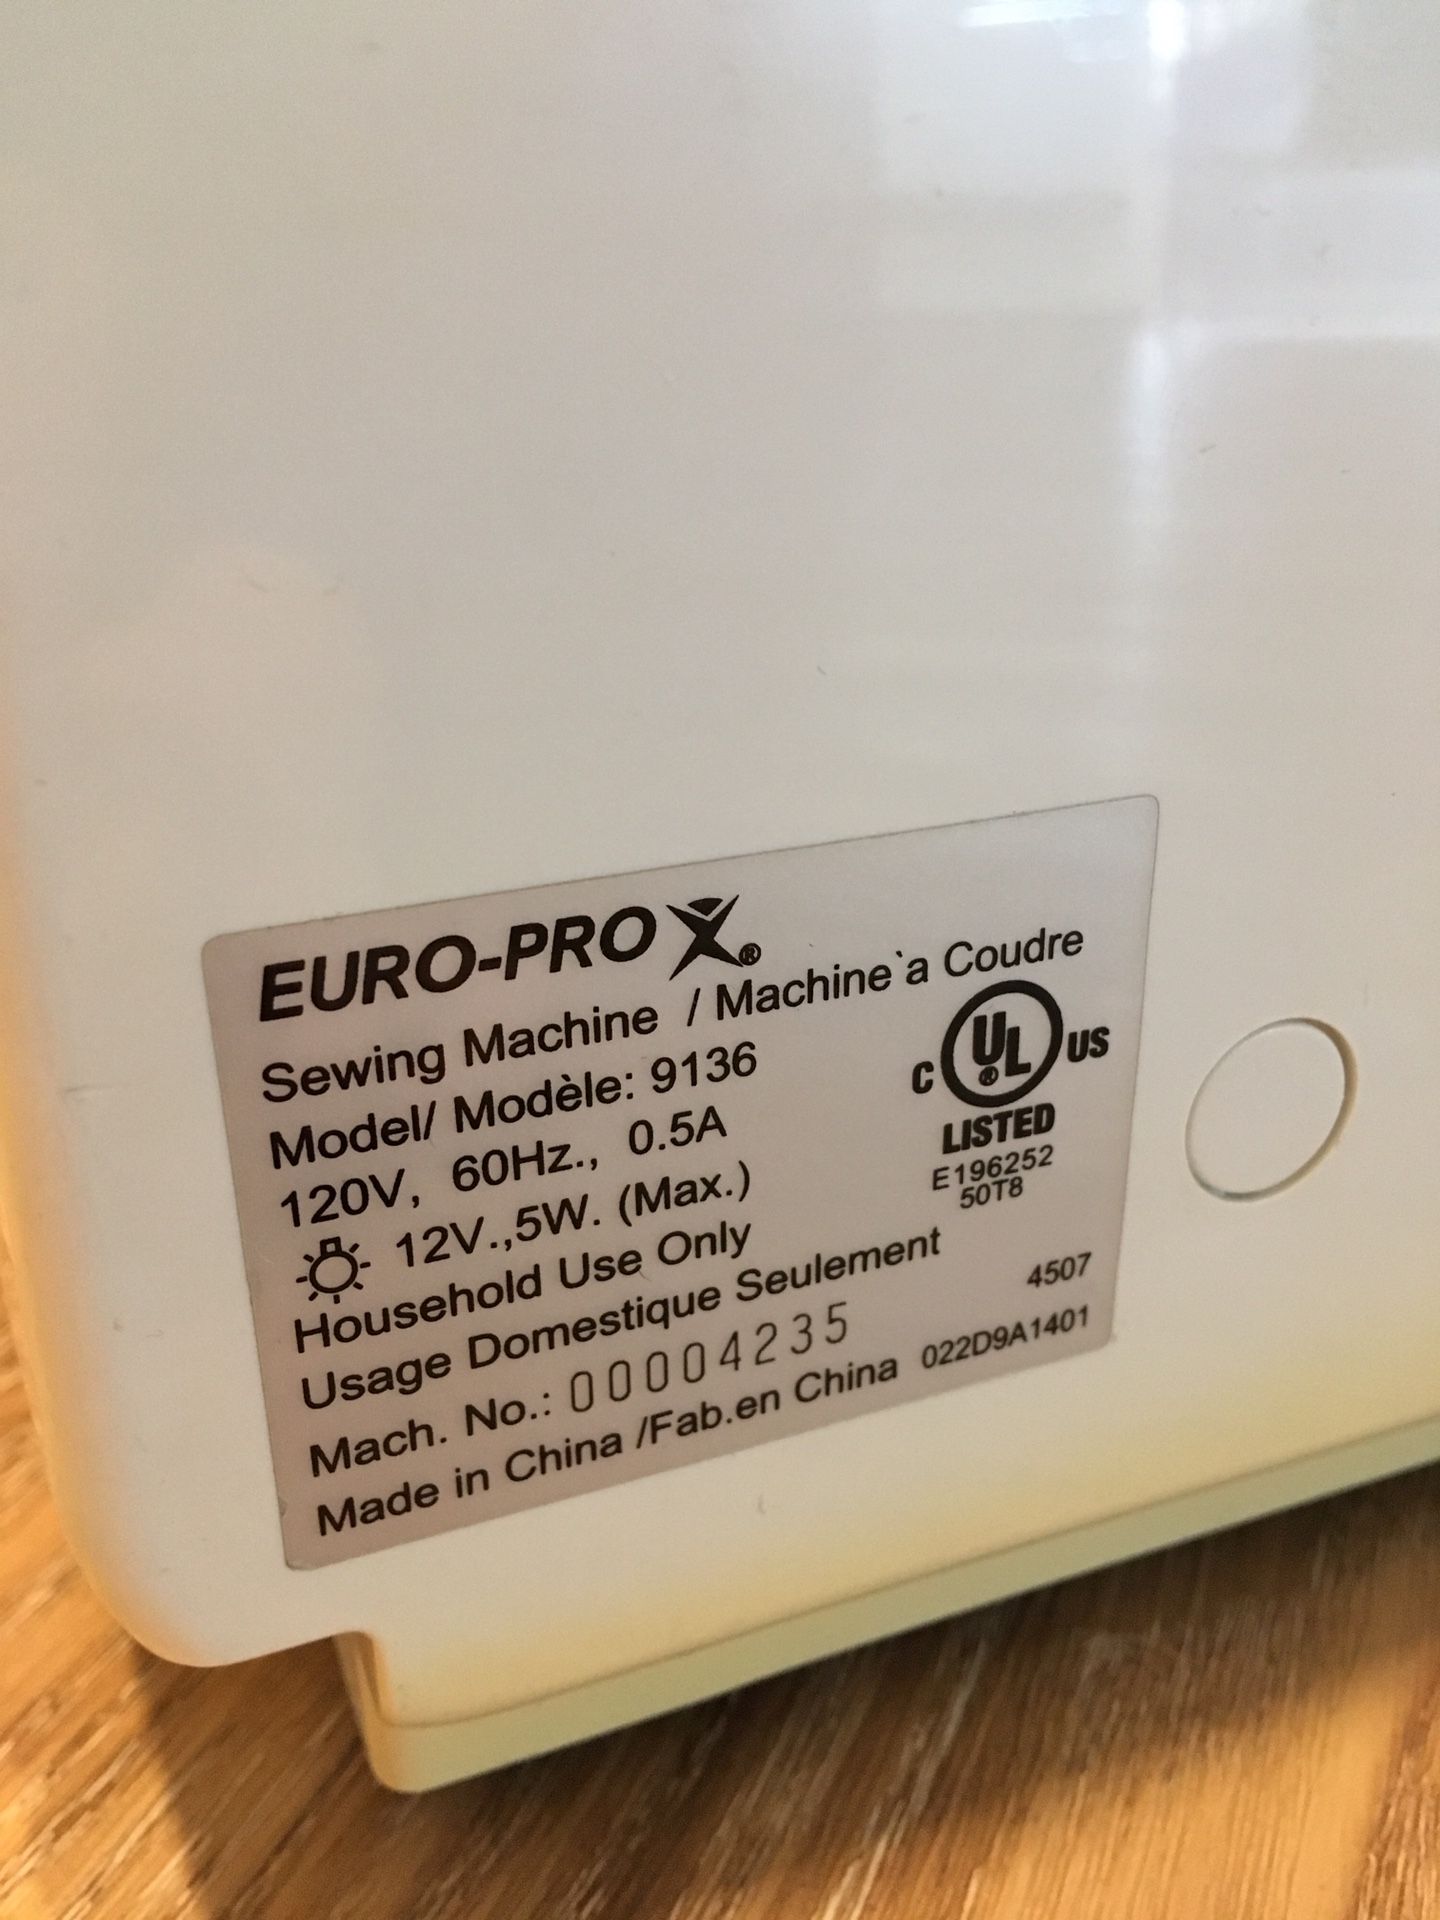 EURO-PRO X®
Sewing Machine / Machine`a Coudre
Model/ Modèle: 9136
120V, 60Hz., 0.5A
12V.,5W. (Max.)
Household Use Only
Usage Domestique Seulement
Mach. No.: 00004235
Made in China /Fab.en China 022D9A1401
C UL® US
LISTED
E196252
50T8
4507